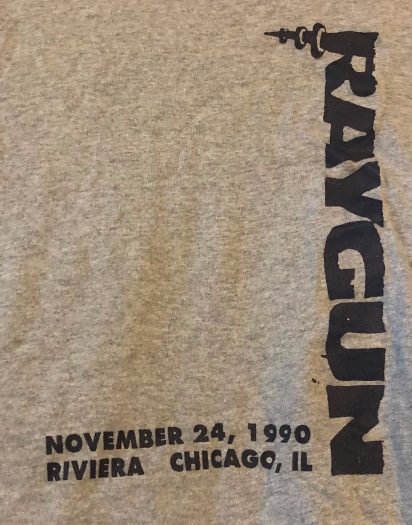 RAYGUN
NOVEMBER 24, 1990
RIVIERA CHICAGO, IL